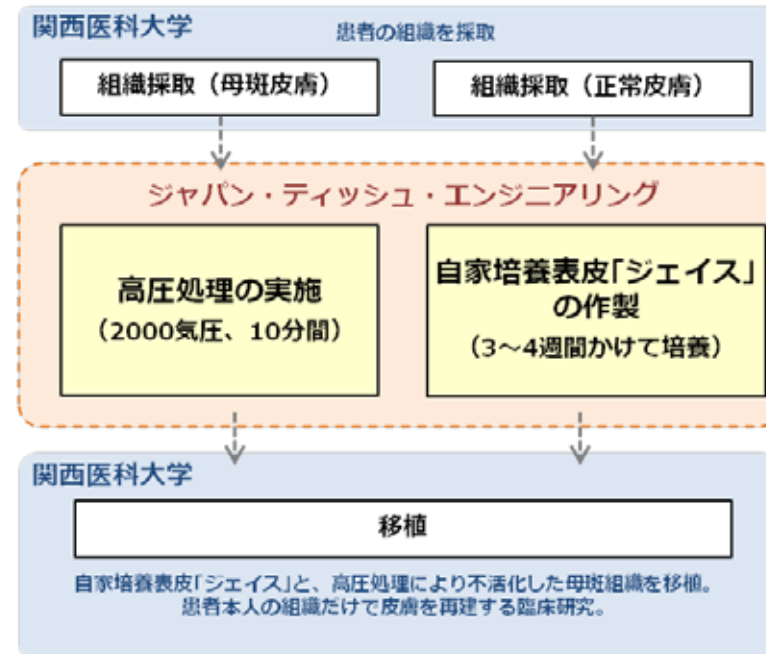 関西医科大学
患者の組織を採取
組織採取（母斑皮膚）
組織採取（正常皮膚）
ジャパン・ティッシュ・エンジニアリング
高圧処理の実施
（2000気圧、10分間）
自家培養表皮｢ジェイス｣
の作製
（3～4週間かけて培養）
関西医科大学
移植
自家培養表皮｢ジェイス｣と、高圧処理により不活化した母斑組織を移植。
患者本人の組織だけで皮膚を再建する臨床研究。